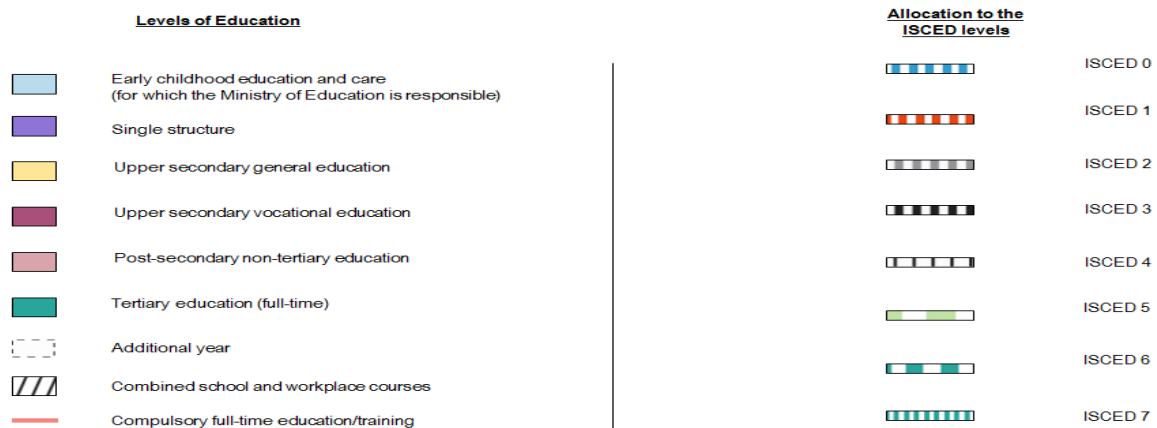 Levels of Education
Early childhood education and care
(for which the Ministry of Education is responsible)
Single structure
Upper secondary general education
Upper secondary vocational education
Post-secondary non-tertiary education
Tertiary education (full-time)
Additional year
Combined school and workplace courses
Compulsory full-time education/training
Allocation to the
ISCED levels
ISCED 0
ISCED 1
ISCED 2
ISCED 3
ISCED 4
ISCED 5
ISCED 6
ISCED 7